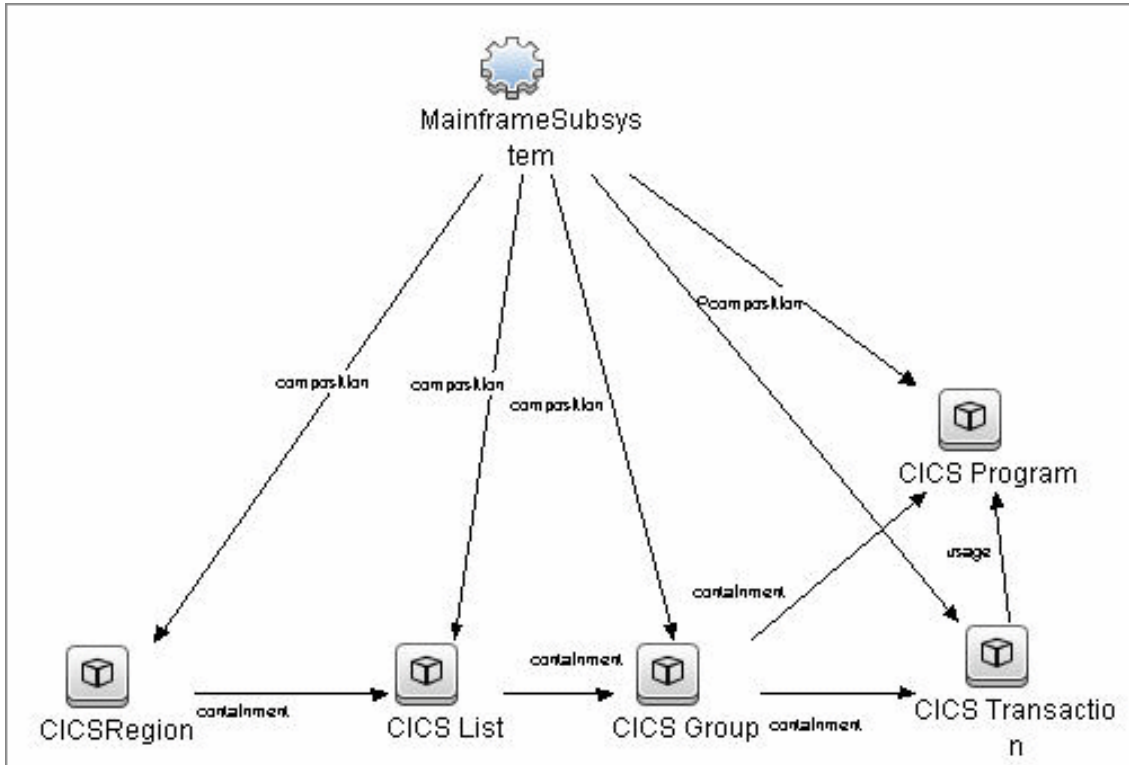 MainframeSubsys
tem
composition
composition
composition
composition
CICS Program
usage
containment
containment
containment
containment
CICSRegion
CICS List
CICS Group
CICS Transactio
n